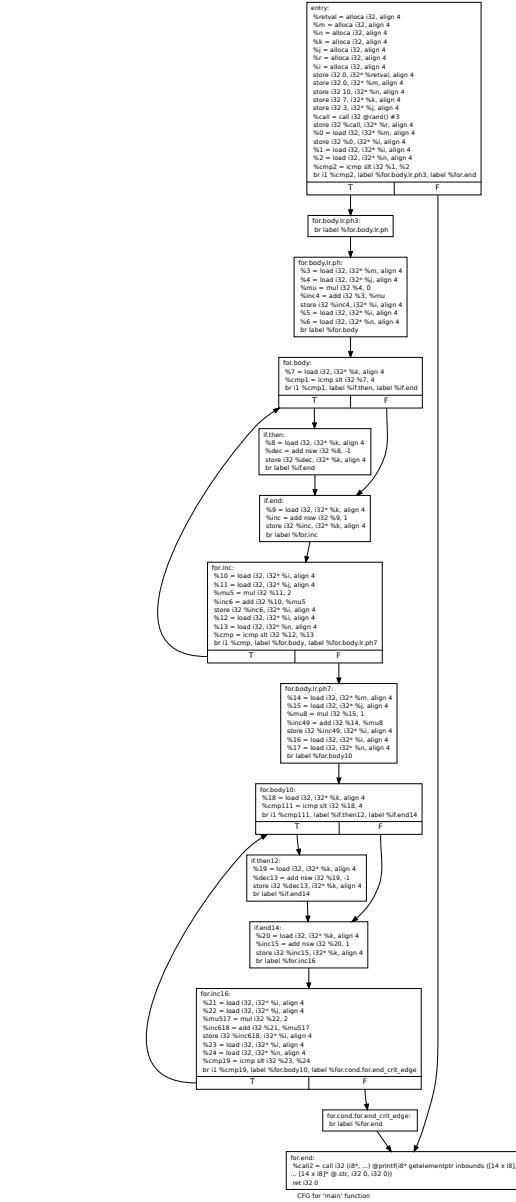 entry:
%retval = alloca i32, align 4
%m = alloca i32, align 4
%n = alloca i32, align 4
%k = alloca i32, align 4
%j = alloca i32, align 4
%r = alloca i32, align 4
%i = alloca i32, align 4
store i32 0, i32* %retval, align 4
store i32 0, i32* %m, align 4
store i32 10, i32* %n, align 4
store i32 7, i32* %k, align 4
store i32 3, i32* %j, align 4
%call = call i32 @rand() #3
store i32 %call, i32* %r, align 4
%0 = load i32, i32* %m, align 4
store i32 %0, i32* %i, align 4
%1 = load i32, i32* %i, align 4
%2 = load i32, i32* %n, align 4
%cmp2 = icmp slt i32 %1, %2
br i1 %cmp2, label %for.body.lr.ph3, label %for.end
T F
for.body.lr.ph3:
br label %for.body.lr.ph
for.body.lr.ph:
%3 = load i32, i32* %m, align 4
%4 = load i32, i32* %j, align 4
%mu = mul i32 %4, 0
%inc4 = add i32 %3, %mu
store i32 %inc4, i32* %i, align 4
%5 = load i32, i32* %i, align 4
%6 = load i32, i32* %n, align 4
br label %for.body
for.body:
%7 = load i32, i32* %k, align 4
%cmp1 = icmp slt i32 %7, 4
br i1 %cmp1, label %if.then, label %if.end
T F
if.then:
%8 = load i32, i32* %k, align 4
%dec = add nsw i32 %8, -1
store i32 %dec, i32* %k, align 4
br label %if.end
if.end:
%9 = load i32, i32* %k, align 4
%inc = add nsw i32 %9, 1
store i32 %inc, i32* %k, align 4
br label %for.inc
for.inc:
%10 = load i32, i32* %i, align 4
%11 = load i32, i32* %j, align 4
%mu5 = mul i32 %11, 2
%inc6 = add i32 %10, %mu5
store i32 %inc6, i32* %i, align 4
%12 = load i32, i32* %i, align 4
%13 = load i32, i32* %n, align 4
%cmp = icmp slt i32 %12, %13
br i1 %cmp, label %for.body, label %for.body.lr.ph7
T F
for.body.lr.ph7:
%14 = load i32, i32* %m, align 4
%15 = load i32, i32* %j, align 4
%mu8 = mul i32 %15, 1
%inc49 = add i32 %14, %mu8
store i32 %inc49, i32* %i, align 4
%16 = load i32, i32* %i, align 4
%17 = load i32, i32* %n, align 4
br label %for.body10
for.body10:
%18 = load i32, i32* %k, align 4
%cmp111 = icmp slt i32 %18, 4
br i1 %cmp111, label %if.then12, label %if.end14
T F
if.then12:
%19 = load i32, i32* %k, align 4
%dec13 = add nsw i32 %19, -1
store i32 %dec13, i32* %k, align 4
br label %if.end14
if.end14:
%20 = load i32, i32* %k, align 4
%inc15 = add nsw i32 %20, 1
store i32 %inc15, i32* %k, align 4
br label %for.inc16
for.inc16:
%21 = load i32, i32* %i, align 4
%22 = load i32, i32* %j, align 4
%mu517 = mul i32 %22, 2
%inc618 = add i32 %21, %mu517
store i32 %inc618, i32* %i, align 4
%23 = load i32, i32* %i, align 4
%24 = load i32, i32* %n, align 4
%cmp19 = icmp slt i32 %23, %24
br i1 %cmp19, label %for.body10, label %for.cond.for.end_crit_edge
T F
for.cond.for.end_crit_edge:
br label %for.end
for.end:
%call2 = call i32 (i8*, ...) @printf(i8* getelementptr inbounds ([14 x i8],
... [14 x i8]* @.str, i32 0, i32 0))
ret i32 0
CFG for 'main' function